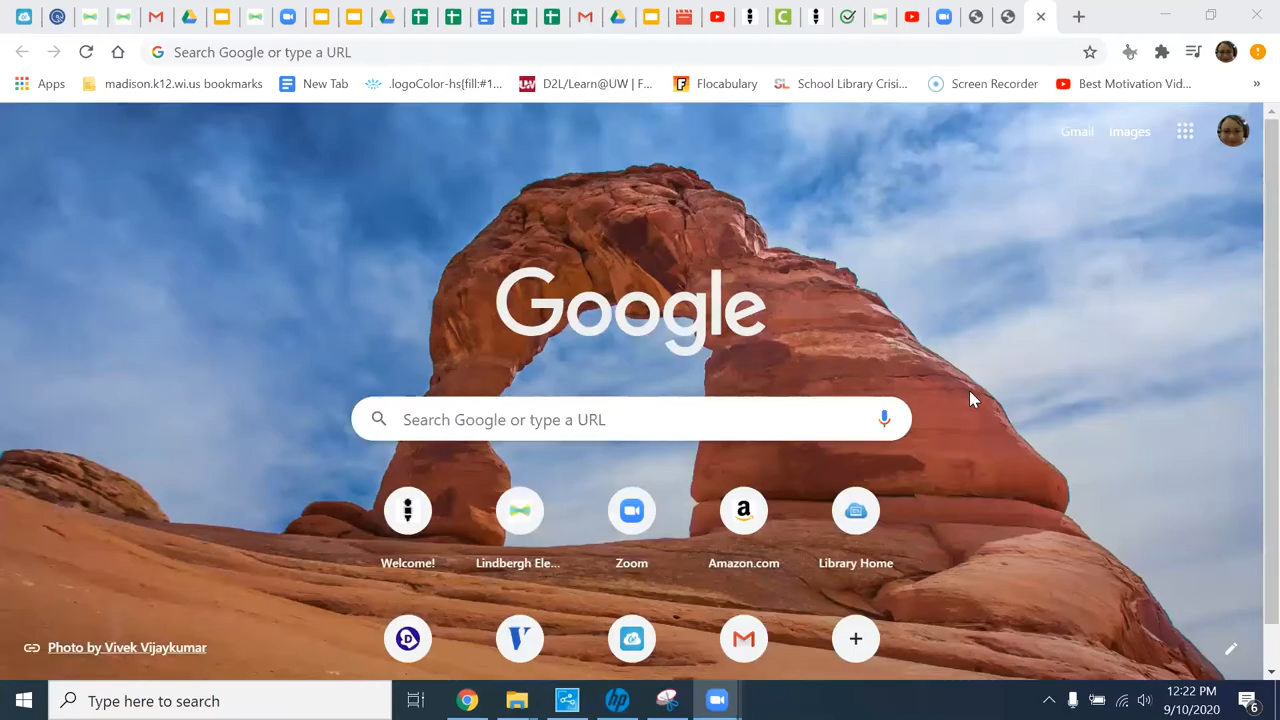 Search Google or type a URL
Apps
madison.k12.wi.us bookmarks
New Tab
.logoColor-hs{fill:#1...
D2L/Learn@UW | F...
Flocabulary
SL
School Library Crisi...
Screen Recorder
Best Motivation Vid...
»
Gmail
Images
Google
Search Google or type a URL
Welcome!
Lindbergh Ele...
Zoom
Amazon.com
Library Home
Photo by Vivek Vijaykumar
Type here to search
12:22 PM
9/10/2020
6